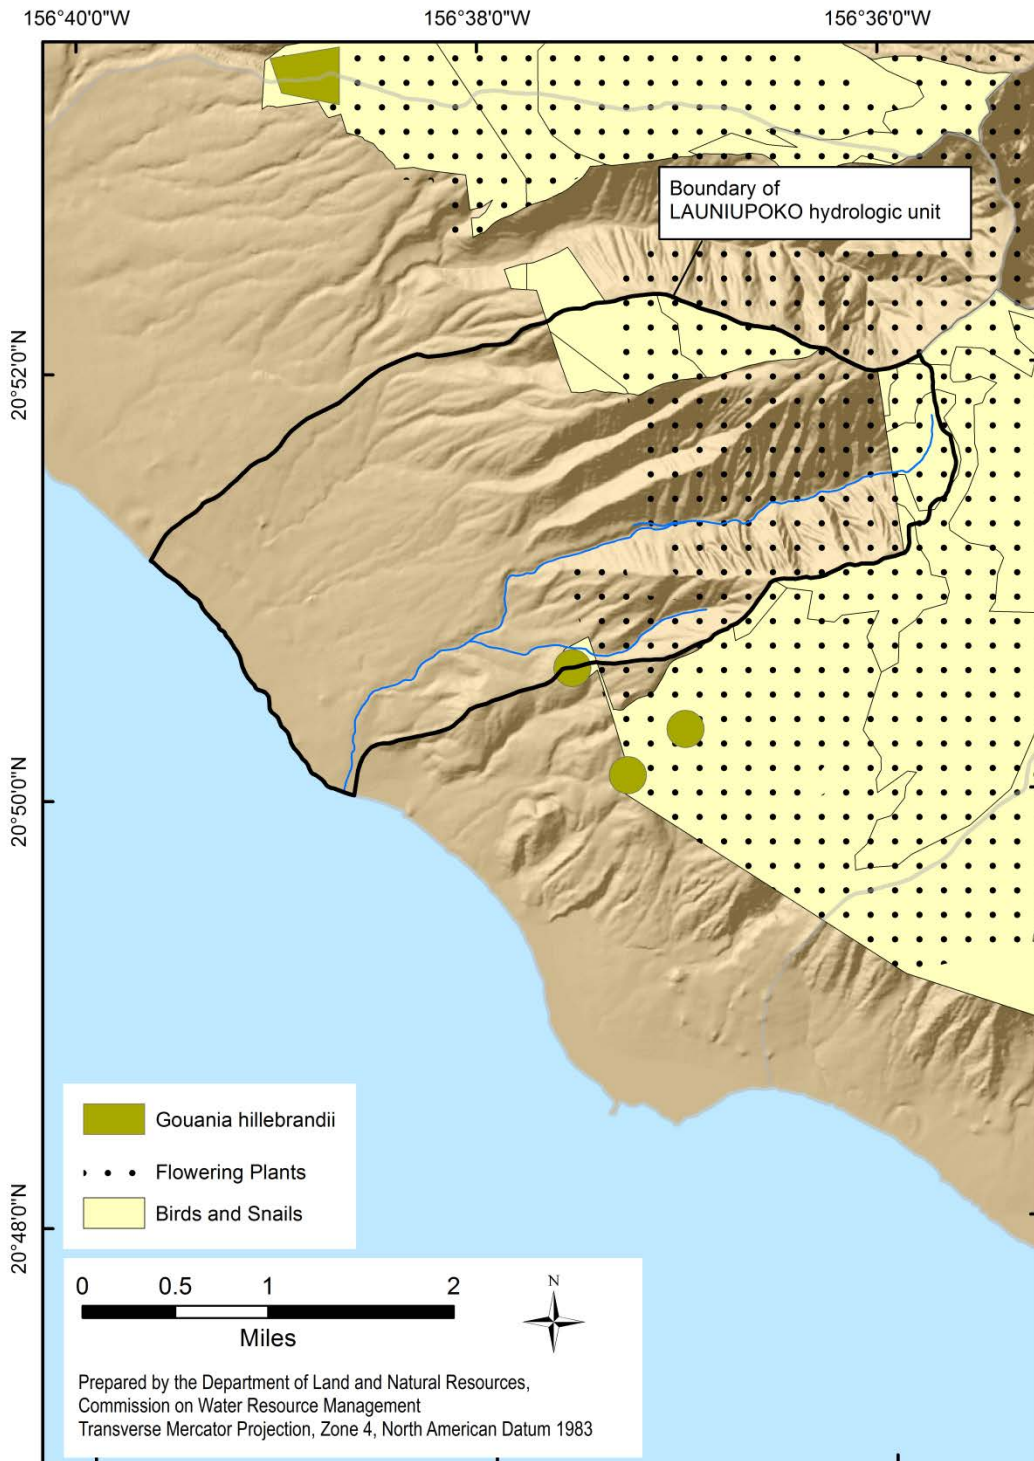 156°40'0"W
156°38'0"W
156°36'0"W
Boundary of
LAUNIUPOKO hydrologic unit
20°52'0"N
20°50'0"N
20°48'0"N
Gouania hillebrandii
Flowering Plants
Birds and Snails
0 0.5 1 2
Miles
N
Prepared by the Department of Land and Natural Resources,
Commission on Water Resource Management
Transverse Mercator Projection, Zone 4, North American Datum 1983